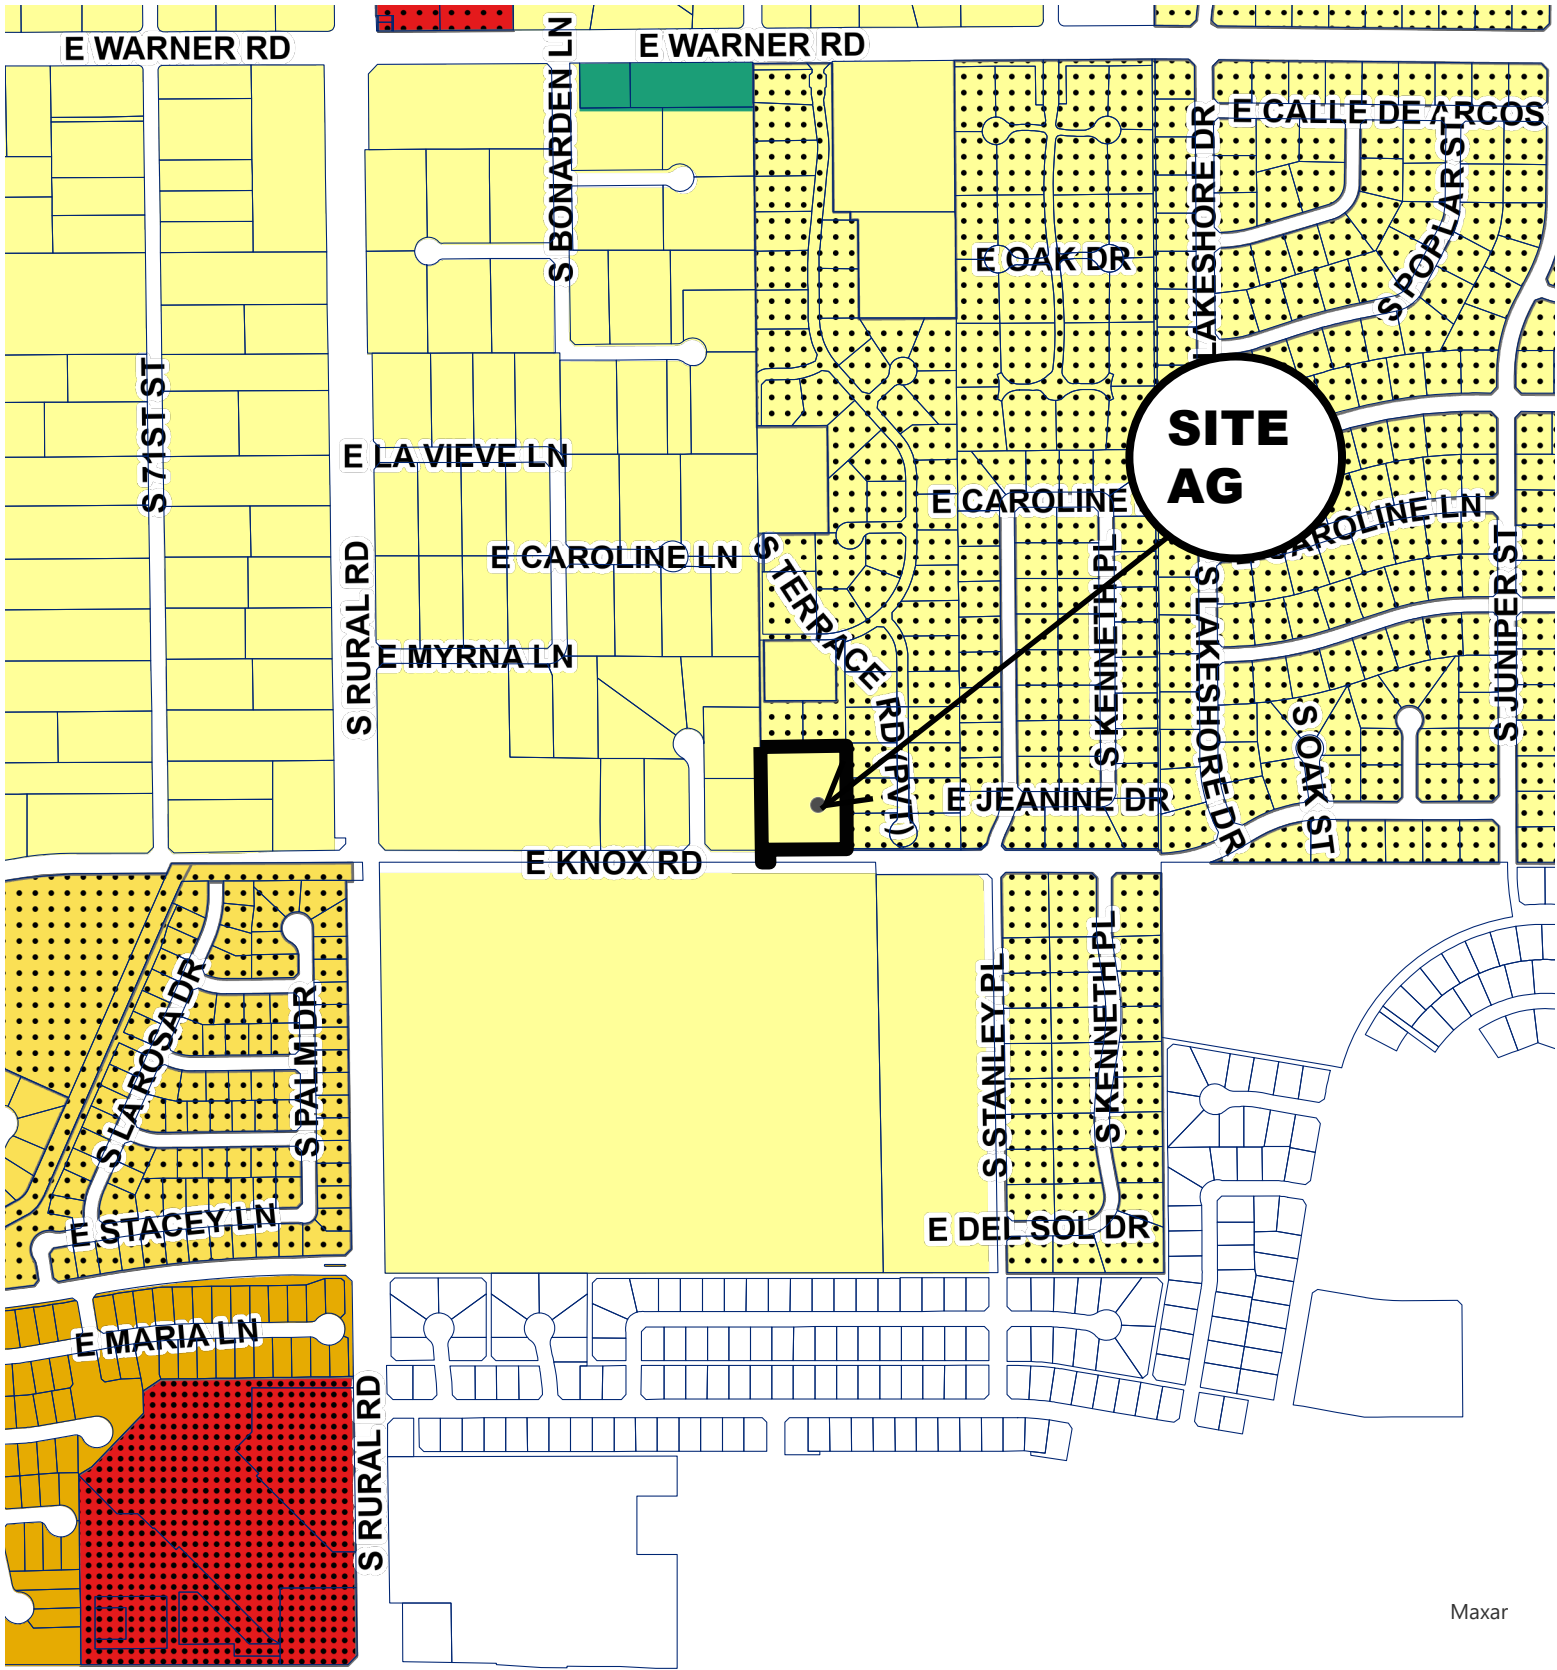 E WARNER RD
E WARNER RD
S BONARDEN LN
E CALLE DE ARCOS
S LAKESHORE DR
S POPLAR ST
E OAK DR
S 71ST ST
SITE
AG
E LA VIEVE LN
E CAROLINE
CAROLINE LN
E CAROLINE LN
S TERRACE RD(PVT)
S RURAL RD
S KENNETH PL
S LAKESHORE DR
S JUNIPER ST
E MYRNA LN
S OAK ST
E JEANINE DR
E KNOX RD
S LA ROSA DR
S PALM DR
S STANLEY PL
S KENNETH PL
E STACEY LN
E DEL SOL DR
E MARIA LN
S RURAL RD
Maxar